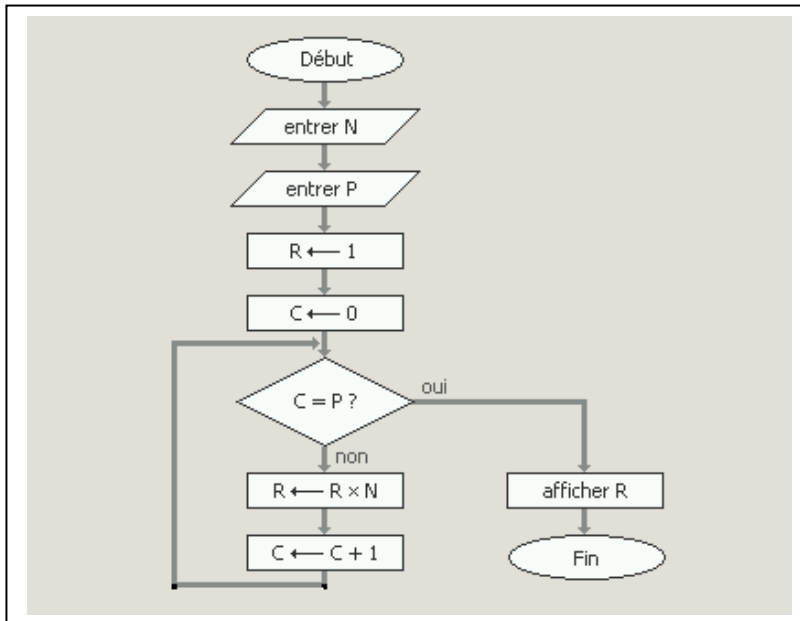 Début
entrer N
entrer P
R ← 1
C ← 0
C = P ?
oui
non
R ← R × N
afficher R
C ← C + 1
Fin